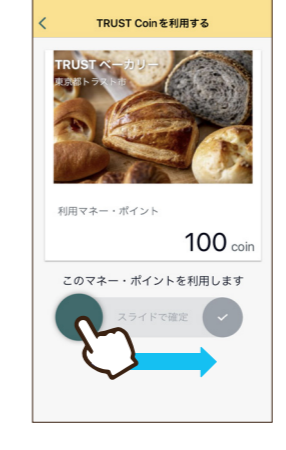 TRUST Coinを利用する
TRUST ベーカリー
東京都トラスト市
利用マネー・ポイント
100 coin
このマネー・ポイントを利用します
スライドで確定